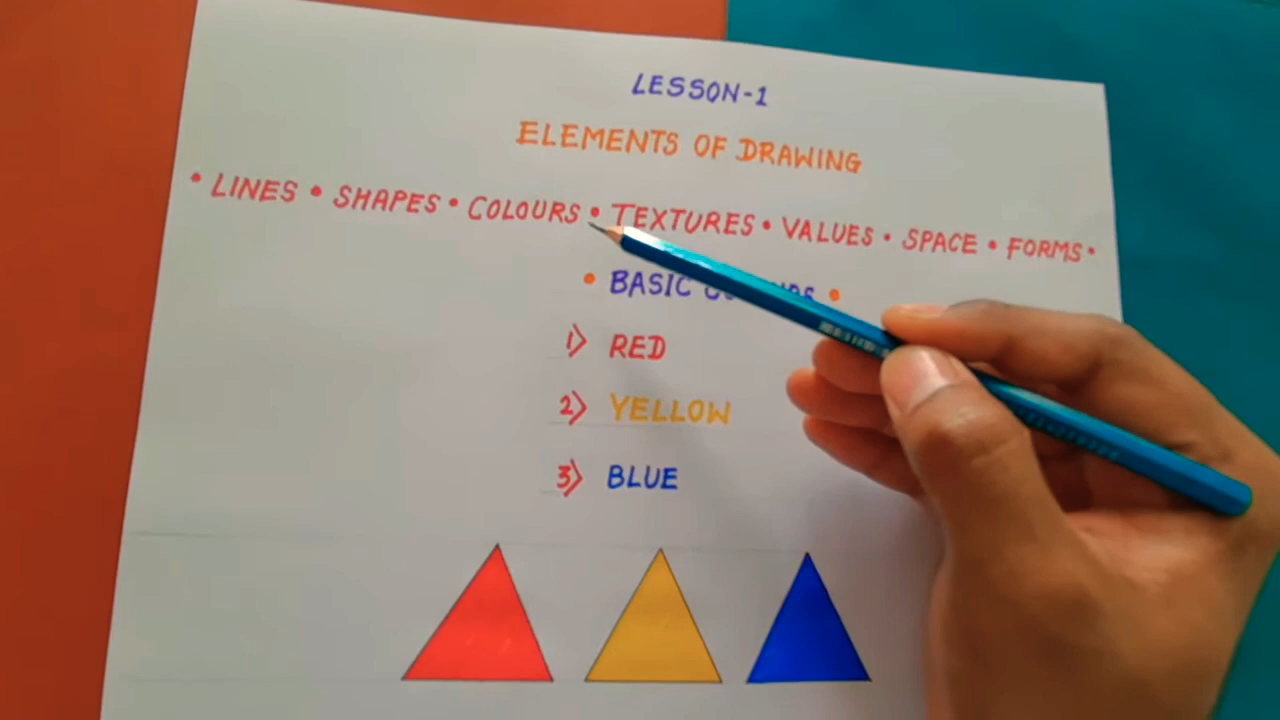 LESSON-1
ELEMENTS OF DRAWING
• LINES • SHAPES • COLOURS • TEXTURES • VALUES • SPACE • FORMS •
• BASIC •
1) RED
2) YELLOW
3) BLUE